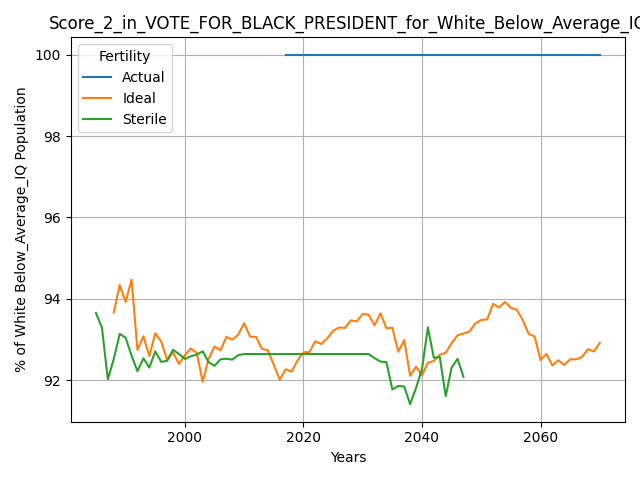 Score_2_in_VOTE_FOR_BLACK_PRESIDENT_for_White_Below_Average_IQ
Fertility
Actual
Ideal
Sterile
% of White Below_Average_IQ Population
100
98
96
94
92
2000
2020
2040
2060
Years